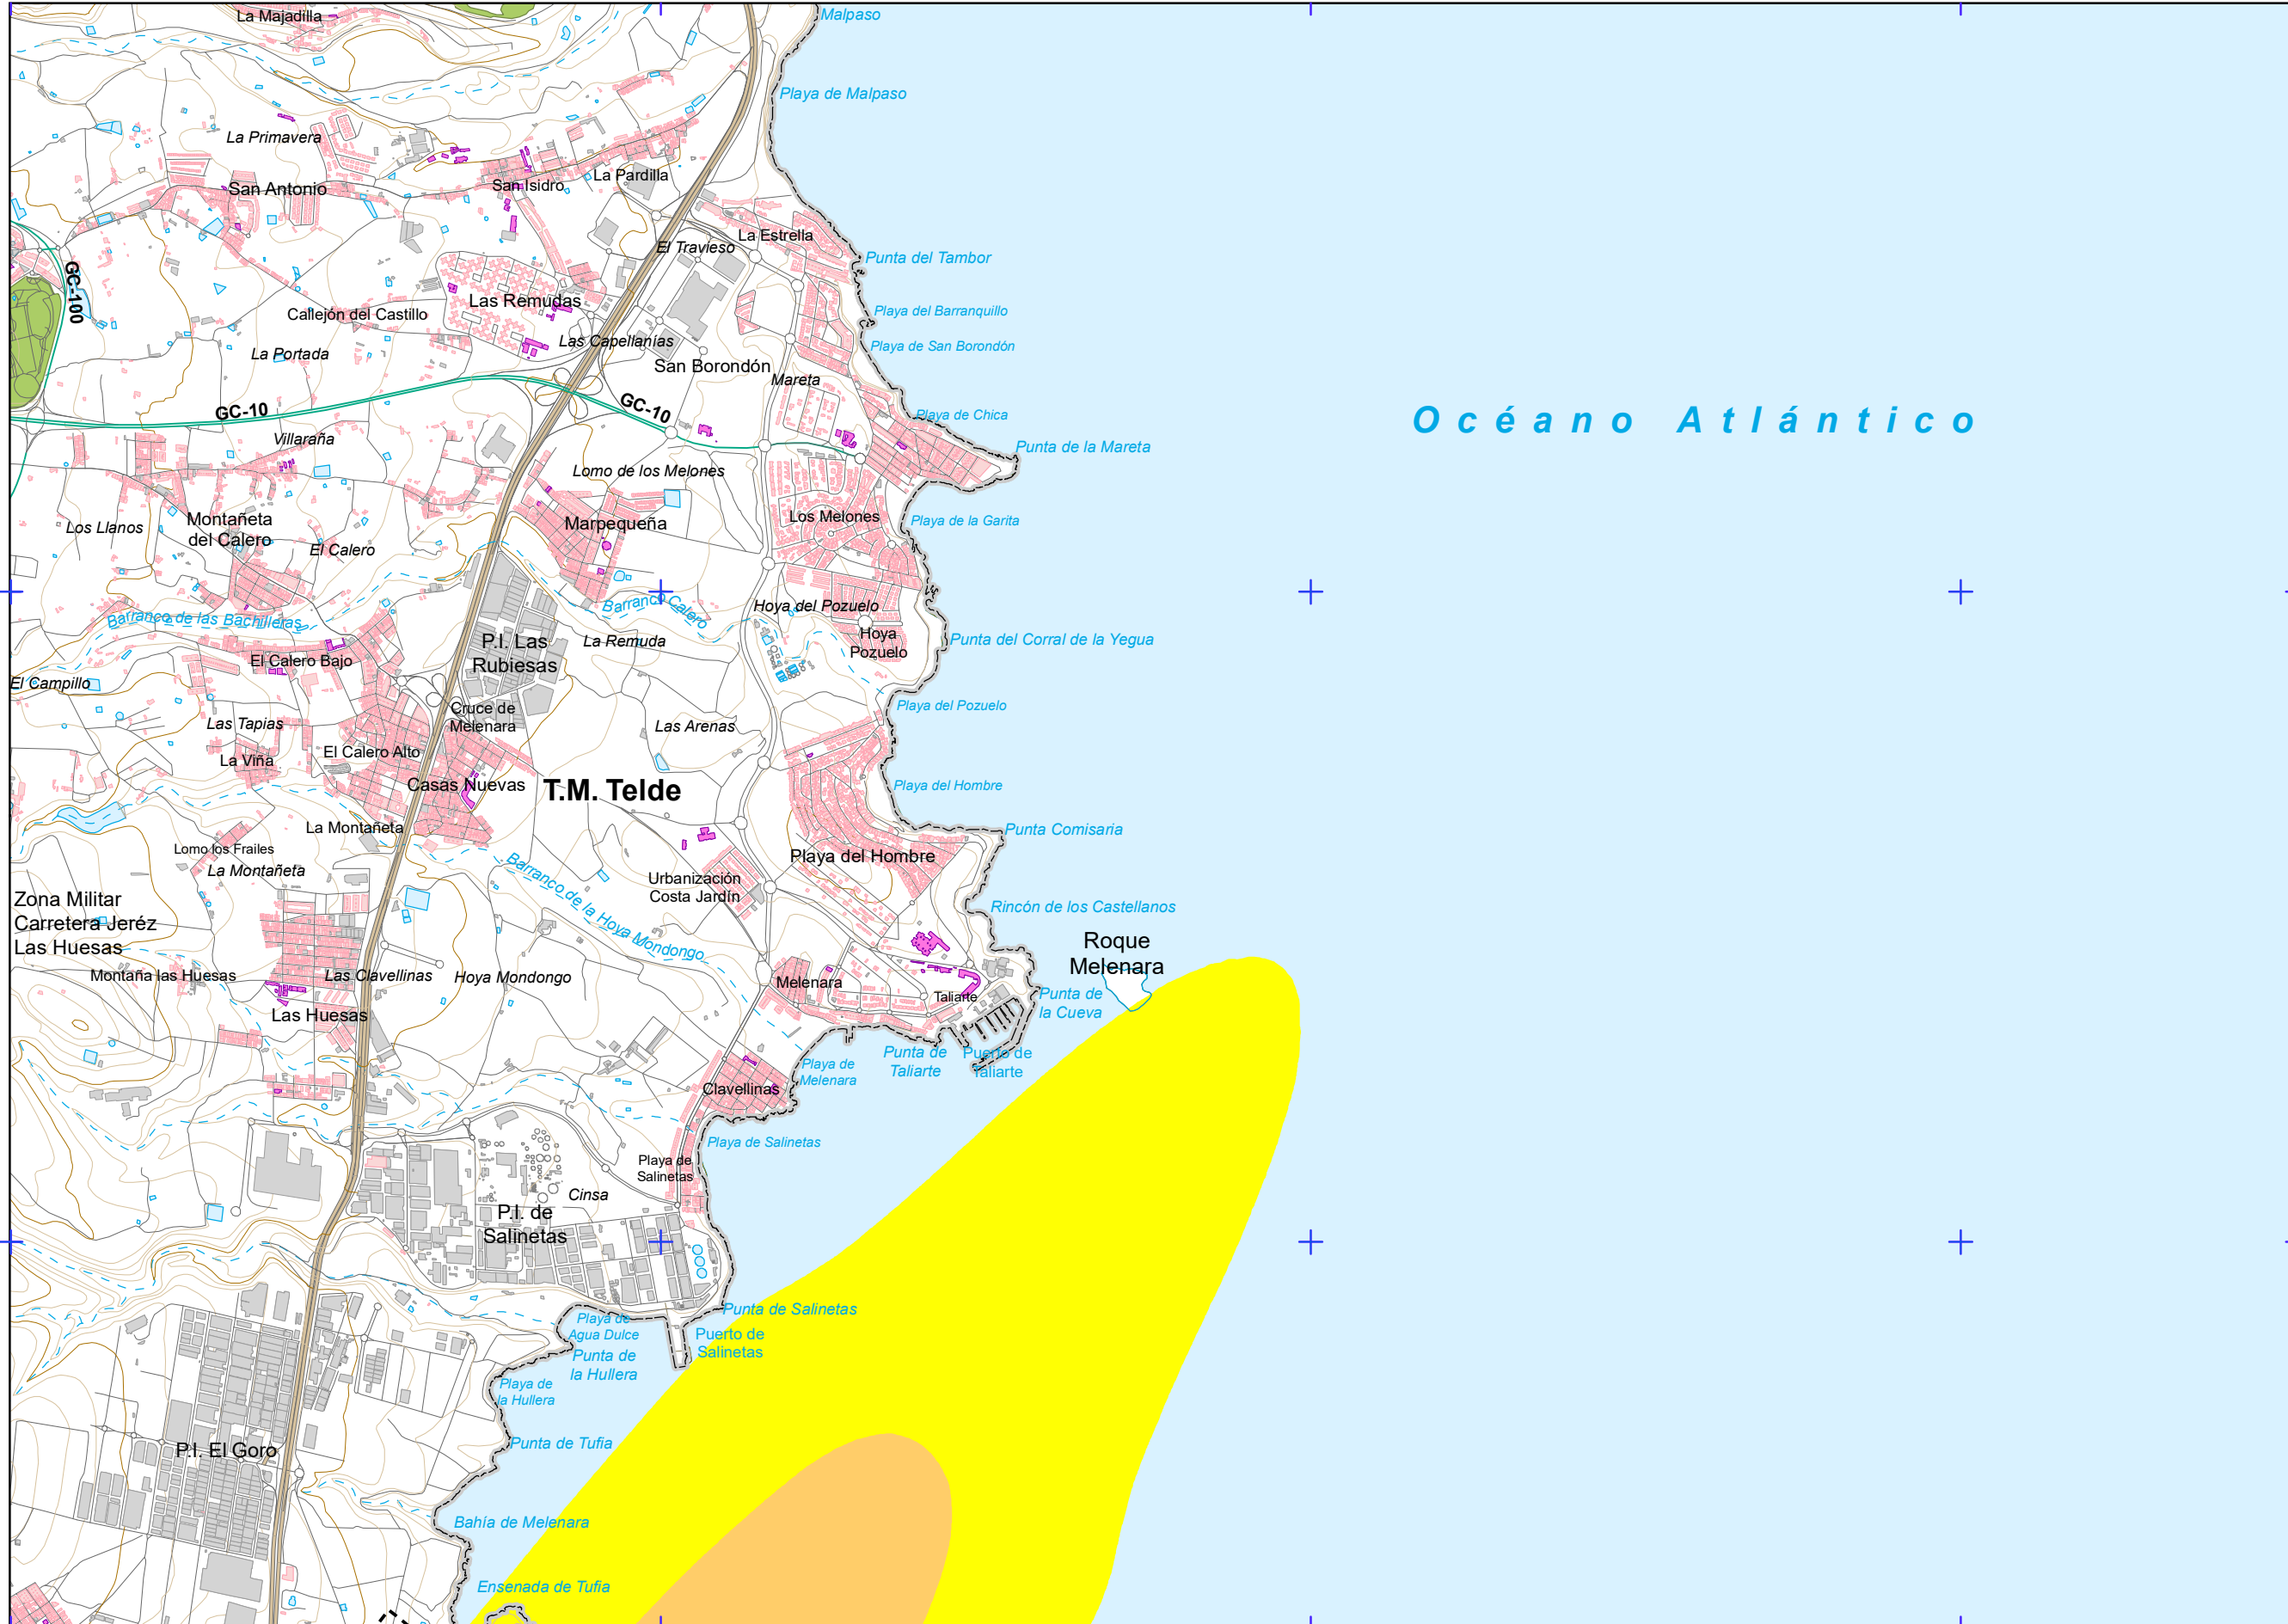 Malpaso
La Majadilla
Playa de Malpaso
La Primavera
La Pardilla
San Isidro
San Antonio
La Estrella
El Travieso
Punta del Tambor
GC-100
Las Remudas
Playa del Barranquillo
Callejón del Castillo
Las Capellanías
Playa de San Borondón
La Portada
San Borondón
Mareta
GC-10
GC-10
Playa de Chica
Océano Atlántico
Villaraña
Punta de la Mareta
Lomo de los Melones
Los Melones
Playa de la Garita
Marpequeña
Los Llanos
Montañeta
del Calero
El Calero
Barranco Calero
Hoya del Pozuelo
Barranco de las Bachilleras
Hoya
Pozuelo
Punta del Corral de la Yegua
La Remuda
P.I. Las
Rubiesas
El Calero Bajo
El Campillo
Playa del Pozuelo
Cruce de
Melenara
Las Tapias
Las Arenas
El Calero Alto
La Viña
Casas Nuevas
T.M. Telde
Playa del Hombre
La Montañeta
Punta Comisaria
Lomo los Frailes
La Montañeta
Playa del Hombre
Barranco de la Hoya Mondongo
Urbanización
Costa Jardín
Zona Militar
Carretera Jeréz
Las Huesas
Rincón de los Castellanos
Roque
Melenara
Montaña las Huesas
Las Clavellinas
Hoya Mondongo
Melenara
Taliarte
Punta de
la Cueva
Las Huesas
Punta de
Taliarte
Puerto de
Taliarte
Playa de
Melenara
Clavellinas
Playa de Salinetas
Playa de
Salinetas
Cinsa
P.I. de
Salinetas
Punta de Salinetas
Playa de
Agua Dulce
Puerto de
Salinetas
Punta de
la Hullera
Playa de
la Hullera
P.I. El Goro
Punta de Tufia
Bahía de Melenara
Ensenada de Tufia